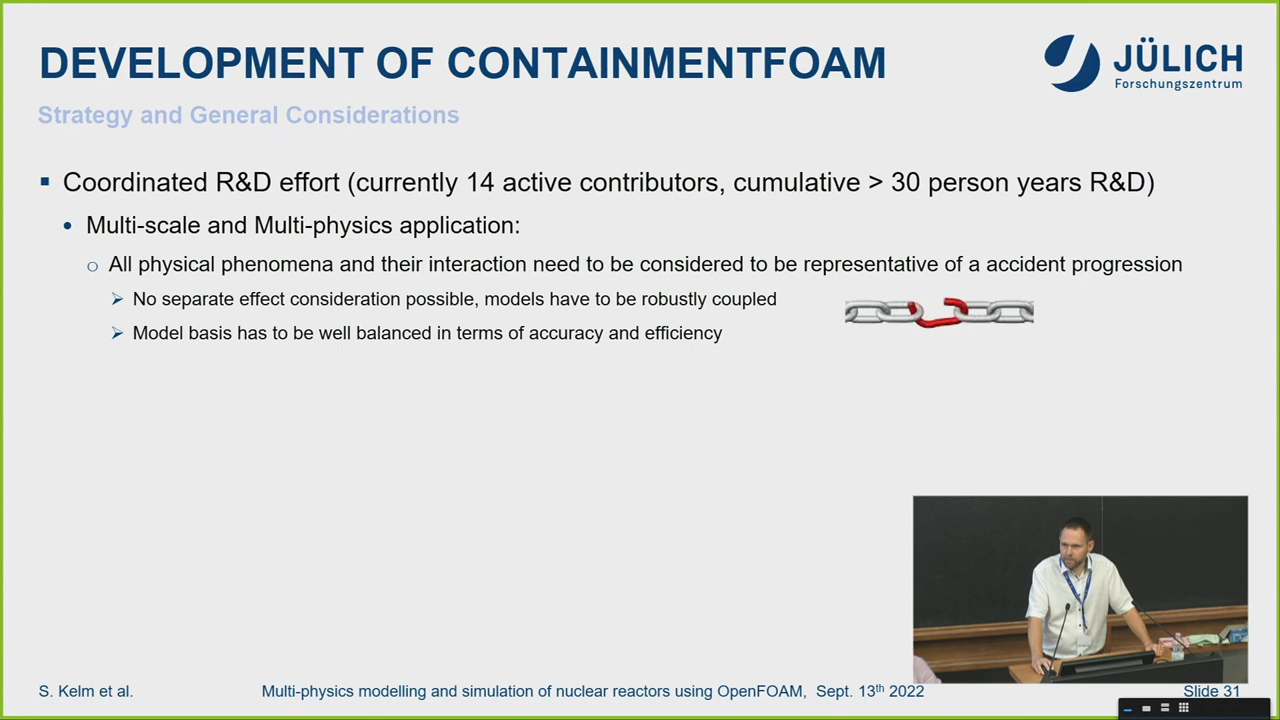 DEVELOPMENT OF CONTAINMENTFOAM
JÜLICH
Forschungszentrum
Strategy and General Considerations
Coordinated R&D effort (currently 14 active contributors, cumulative > 30 person years R&D)
Multi-scale and Multi-physics application:
All physical phenomena and their interaction need to be considered to be representative of a accident progression
No separate effect consideration possible, models have to be robustly coupled
Model basis has to be well balanced in terms of accuracy and efficiency
S. Kelm et al.
Multi-physics modelling and simulation of nuclear reactors using OpenFOAM, Sept. 13th 2022
Slide 31